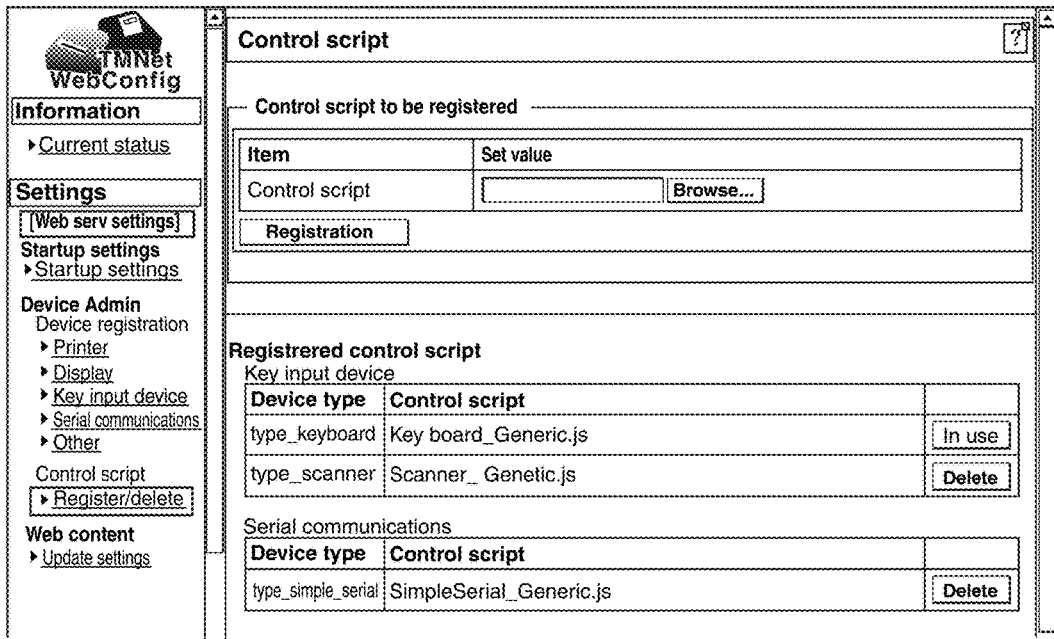 TMNet
WebConfig
Information
Current status
Settings
[Web serv settings]
Startup settings
Startup settings
Device Admin
Device registration
Printer
Display
Key input device
Serial communications
Other
Control script
Register/delete
Web content
Update settings
Control script
?
Control script to be registered
Item Set value
Control script Browse...
Registration
Registrered control script
Key input device
Device type Control script
type_keyboard Key board_Generic.js In use
type_scanner Scanner_ Genetic.js Delete
Serial communications
Device type Control script
type_simple_serial SimpleSerial_Generic.js Delete